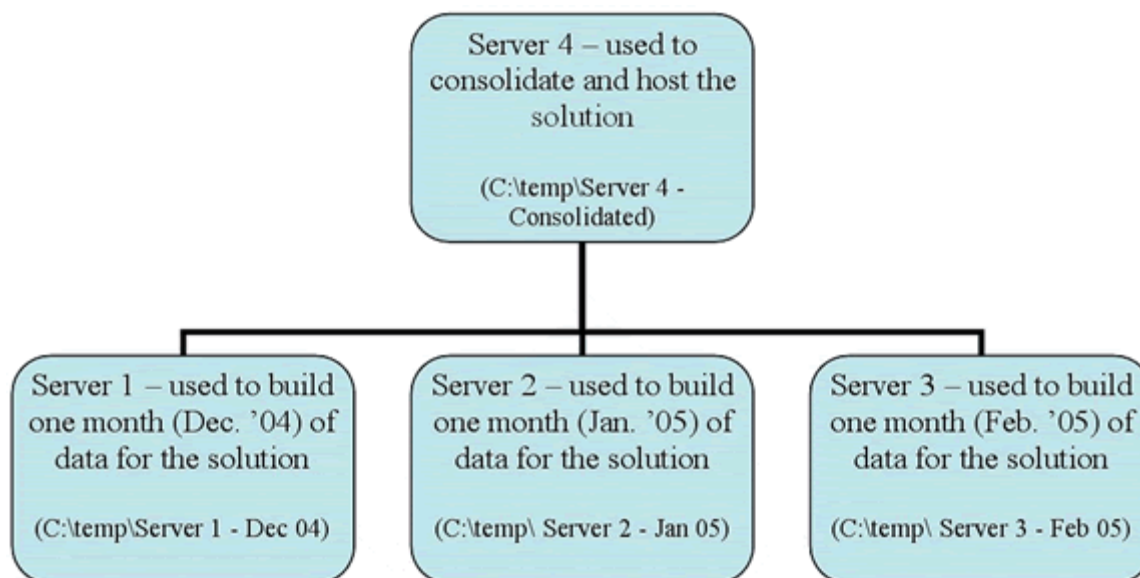 Server 4 – used to
consolidate and host the
solution
(C:\temp\Server 4 -
Consolidated)
Server 1 – used to build
one month (Dec. ’04) of
data for the solution
(C:\temp\Server 1 - Dec 04)
Server 2 – used to build
one month (Jan. ’05) of
data for the solution
(C:\temp\ Server 2 - Jan 05)
Server 3 – used to build
one month (Feb. ’05) of
data for the solution
(C:\temp\ Server 3 - Feb 05)